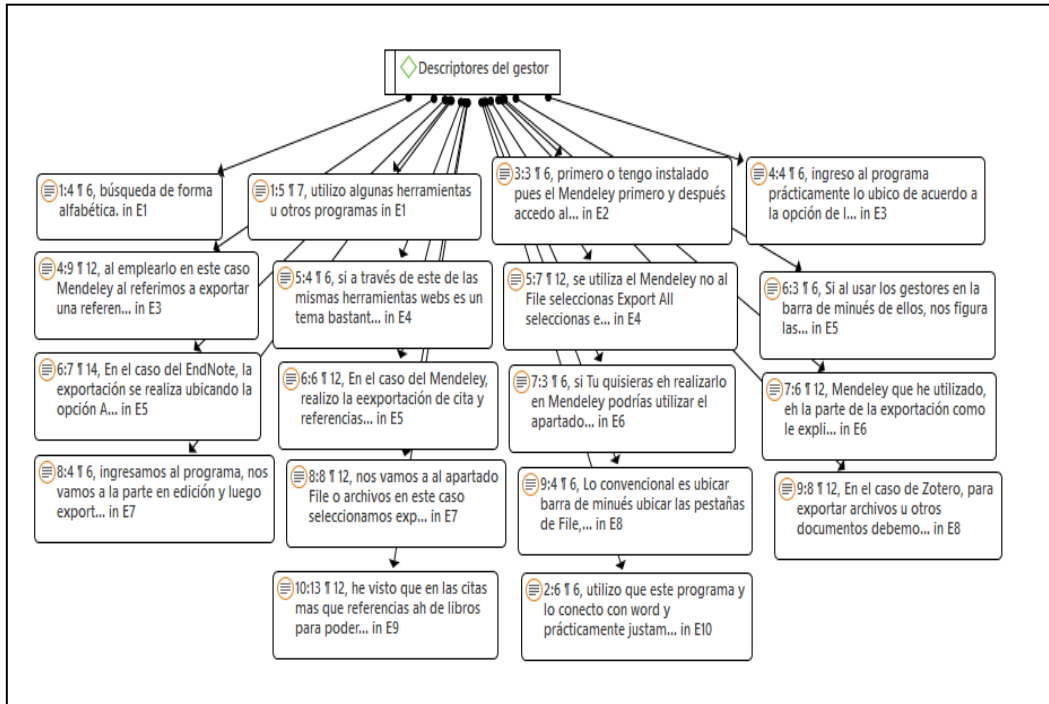 Descriptores del gestor
1:4 ¶ 6, búsqueda de forma
alfabética. in E1
1:5 ¶ 7, utilizo algunas herramientas
u otros programas in E1
3:3 ¶ 6, primero o tengo instalado
pues el Mendeley primero y después
accedo al... in E2
4:4 ¶ 6, ingreso al programa
prácticamente lo ubico de acuerdo a
la opción de l... in E3
4:9 ¶ 12, al emplearlo en este caso
Mendeley al referimos a exportar
una referen... in E3
5:4 ¶ 6, si a través de este de las
mismas herramientas webs es un
tema bastant... in E4
5:7 ¶ 12, se utiliza el Mendeley no al
File seleccionas Export All
seleccionas e... in E4
6:3 ¶ 6, Si al usar los gestores en la
barra de minués de ellos, nos figura
las... in E5
6:7 ¶ 14, En el caso del EndNote, la
exportación se realiza ubicando la
opción A... in E5
6:6 ¶ 12, En el caso del Mendeley,
realizo la eexportación de cita y
referencias... in E5
7:3 ¶ 6, si Tu quisieras eh realizarlo
en Mendeley podrías utilizar el
apartado... in E6
7:6 ¶ 12, Mendeley que he utilizado,
eh la parte de la exportación como
le expli... in E6
8:4 ¶ 6, ingresamos al programa, nos
vamos a la parte en edición y luego
export... in E7
8:8 ¶ 12, nos vamos a al apartado
File o archivos en este caso
seleccionamos exp... in E7
9:4 ¶ 6, Lo convencional es ubicar
barra de minués ubicar las pestañas
de File,... in E8
9:8 ¶ 12, En el caso de Zotero, para
exportar archivos u otros
documentos debemo... in E8
10:13 ¶ 12, he visto que en las citas
mas que referencias ah de libros
para poder... in E9
2:6 ¶ 6, utilizo que este programa y
lo conecto con word y
prácticamente justam... in E10